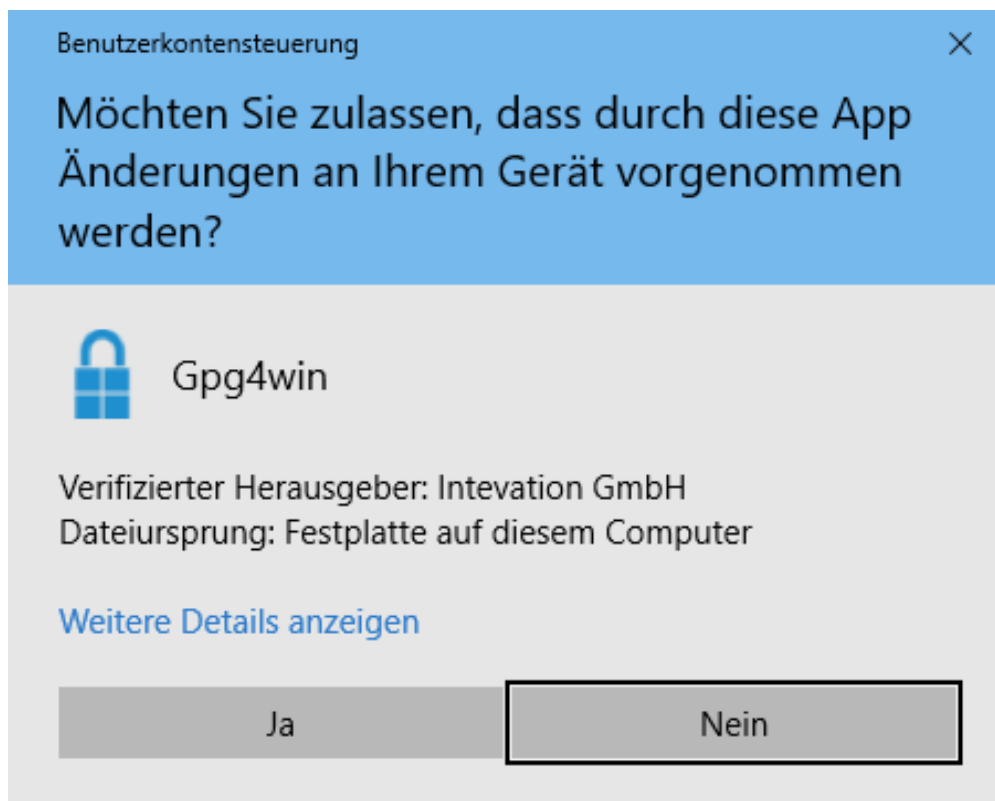 Benutzerkontensteuerung
Möchten Sie zulassen, dass durch diese App
Änderungen an Ihrem Gerät vorgenommen
werden?
Gpg4win
Verifizierter Herausgeber: Intevation GmbH
Dateiursprung: Festplatte auf diesem Computer
Weitere Details anzeigen
Ja
Nein